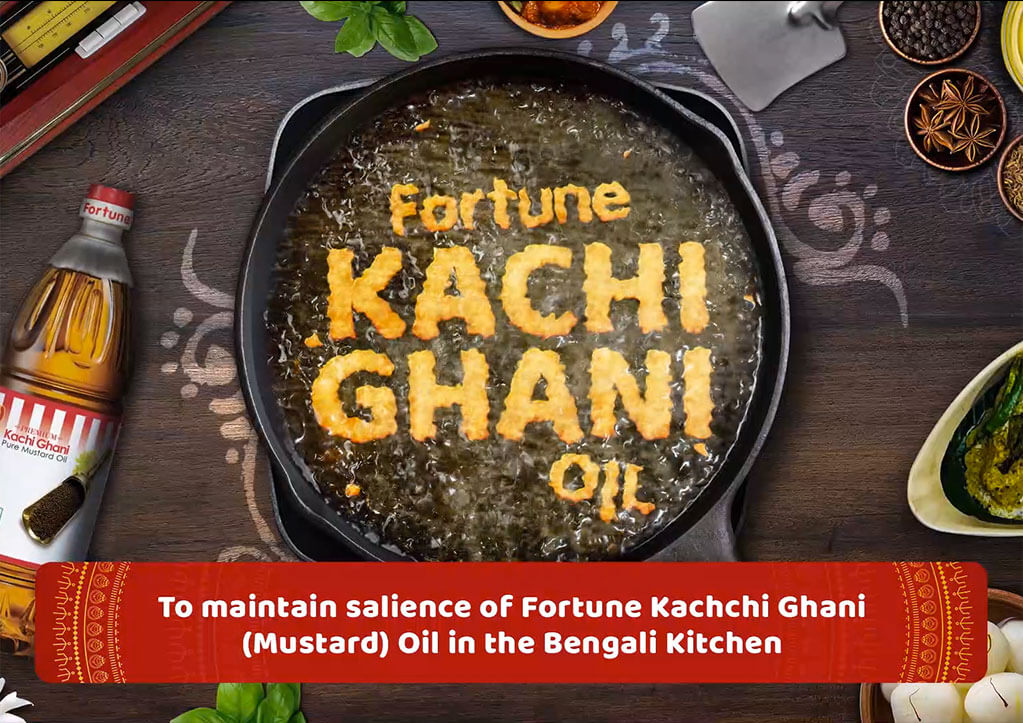 Fortune
KACHI
GHANI
OIL
Fortune
PREMIUM
Kachi Ghani
Pure Mustard Oil
To maintain salience of Fortune Kachchi Ghani
(Mustard) Oil in the Bengali Kitchen